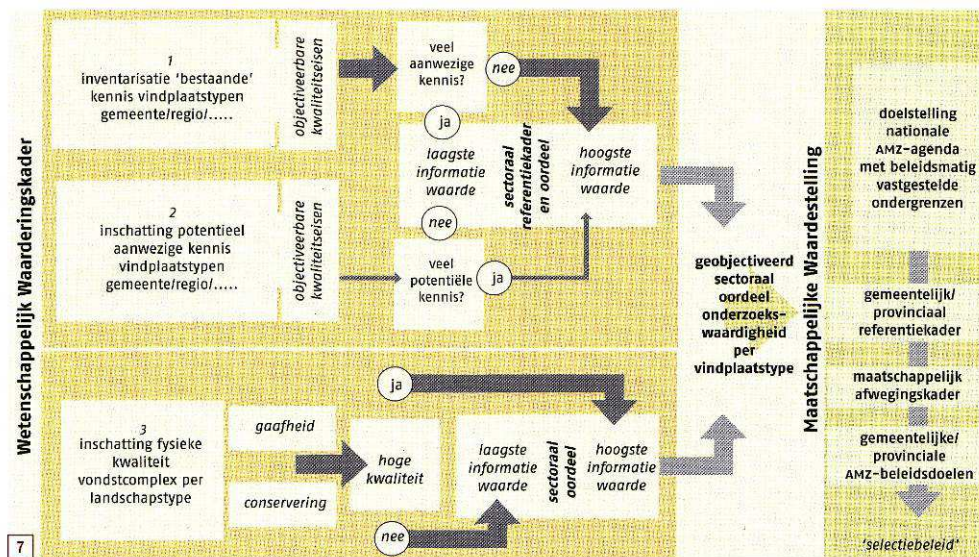 Wetenschappelijk Waarderingskader
1
inventarisatie 'bestaande'
kennis vindplaatstypen
gemeente/regio/.....
objectiveerbare
kwaliteitseisen
veel
aanwezige
kennis?
nee
ja
laagste
informatie
waarde
sectoraal
referentiekader
en oordeel
hoogste
informatie
waarde
2
inschatting potentieel
aanwezige kennis
vindplaatstypen
gemeente/regio/.....
objectiveerbare
kwaliteitseisen
nee
veel
potentiële
kennis?
ja
3
inschatting fysieke
kwaliteit
vondstcomplex per
landschapstype
gaafheid
conservering
hoge
kwaliteit
ja
nee
laagste
informatie
waarde
sectoraal
oordeel
hoogste
informatie
waarde
geobjectiveerd
sectoraal
oordeel
onderzoeks-
waardigheid
per
vindplaatstype
Maatschappelijke Waardestelling
doelstelling
nationale
AMZ-agenda
met beleidsmatig
vastgestelde
ondergrenzen
gemeentelijk/
provinciaal
referentiekader
maatschappelijk
afwegingskader
gemeentelijke/
provinciale
AMZ-beleidsdoelen
'selectiebeleid'
7